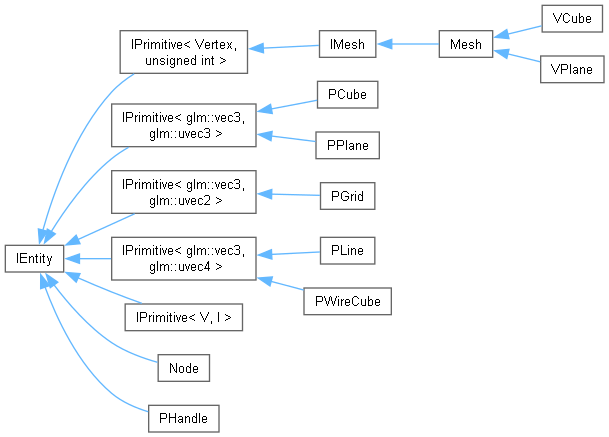 VCube
IPrimitive< Vertex,
unsigned int >
IMesh
Mesh
VPlane
PCube
IPrimitive< glm::vec3,
glm::uvec3 >
PPlane
IPrimitive< glm::vec3,
glm::uvec2 >
PGrid
IEntity
IPrimitive< glm::vec3,
glm::uvec4 >
PLine
PWireCube
IPrimitive< V, I >
Node
PHandle